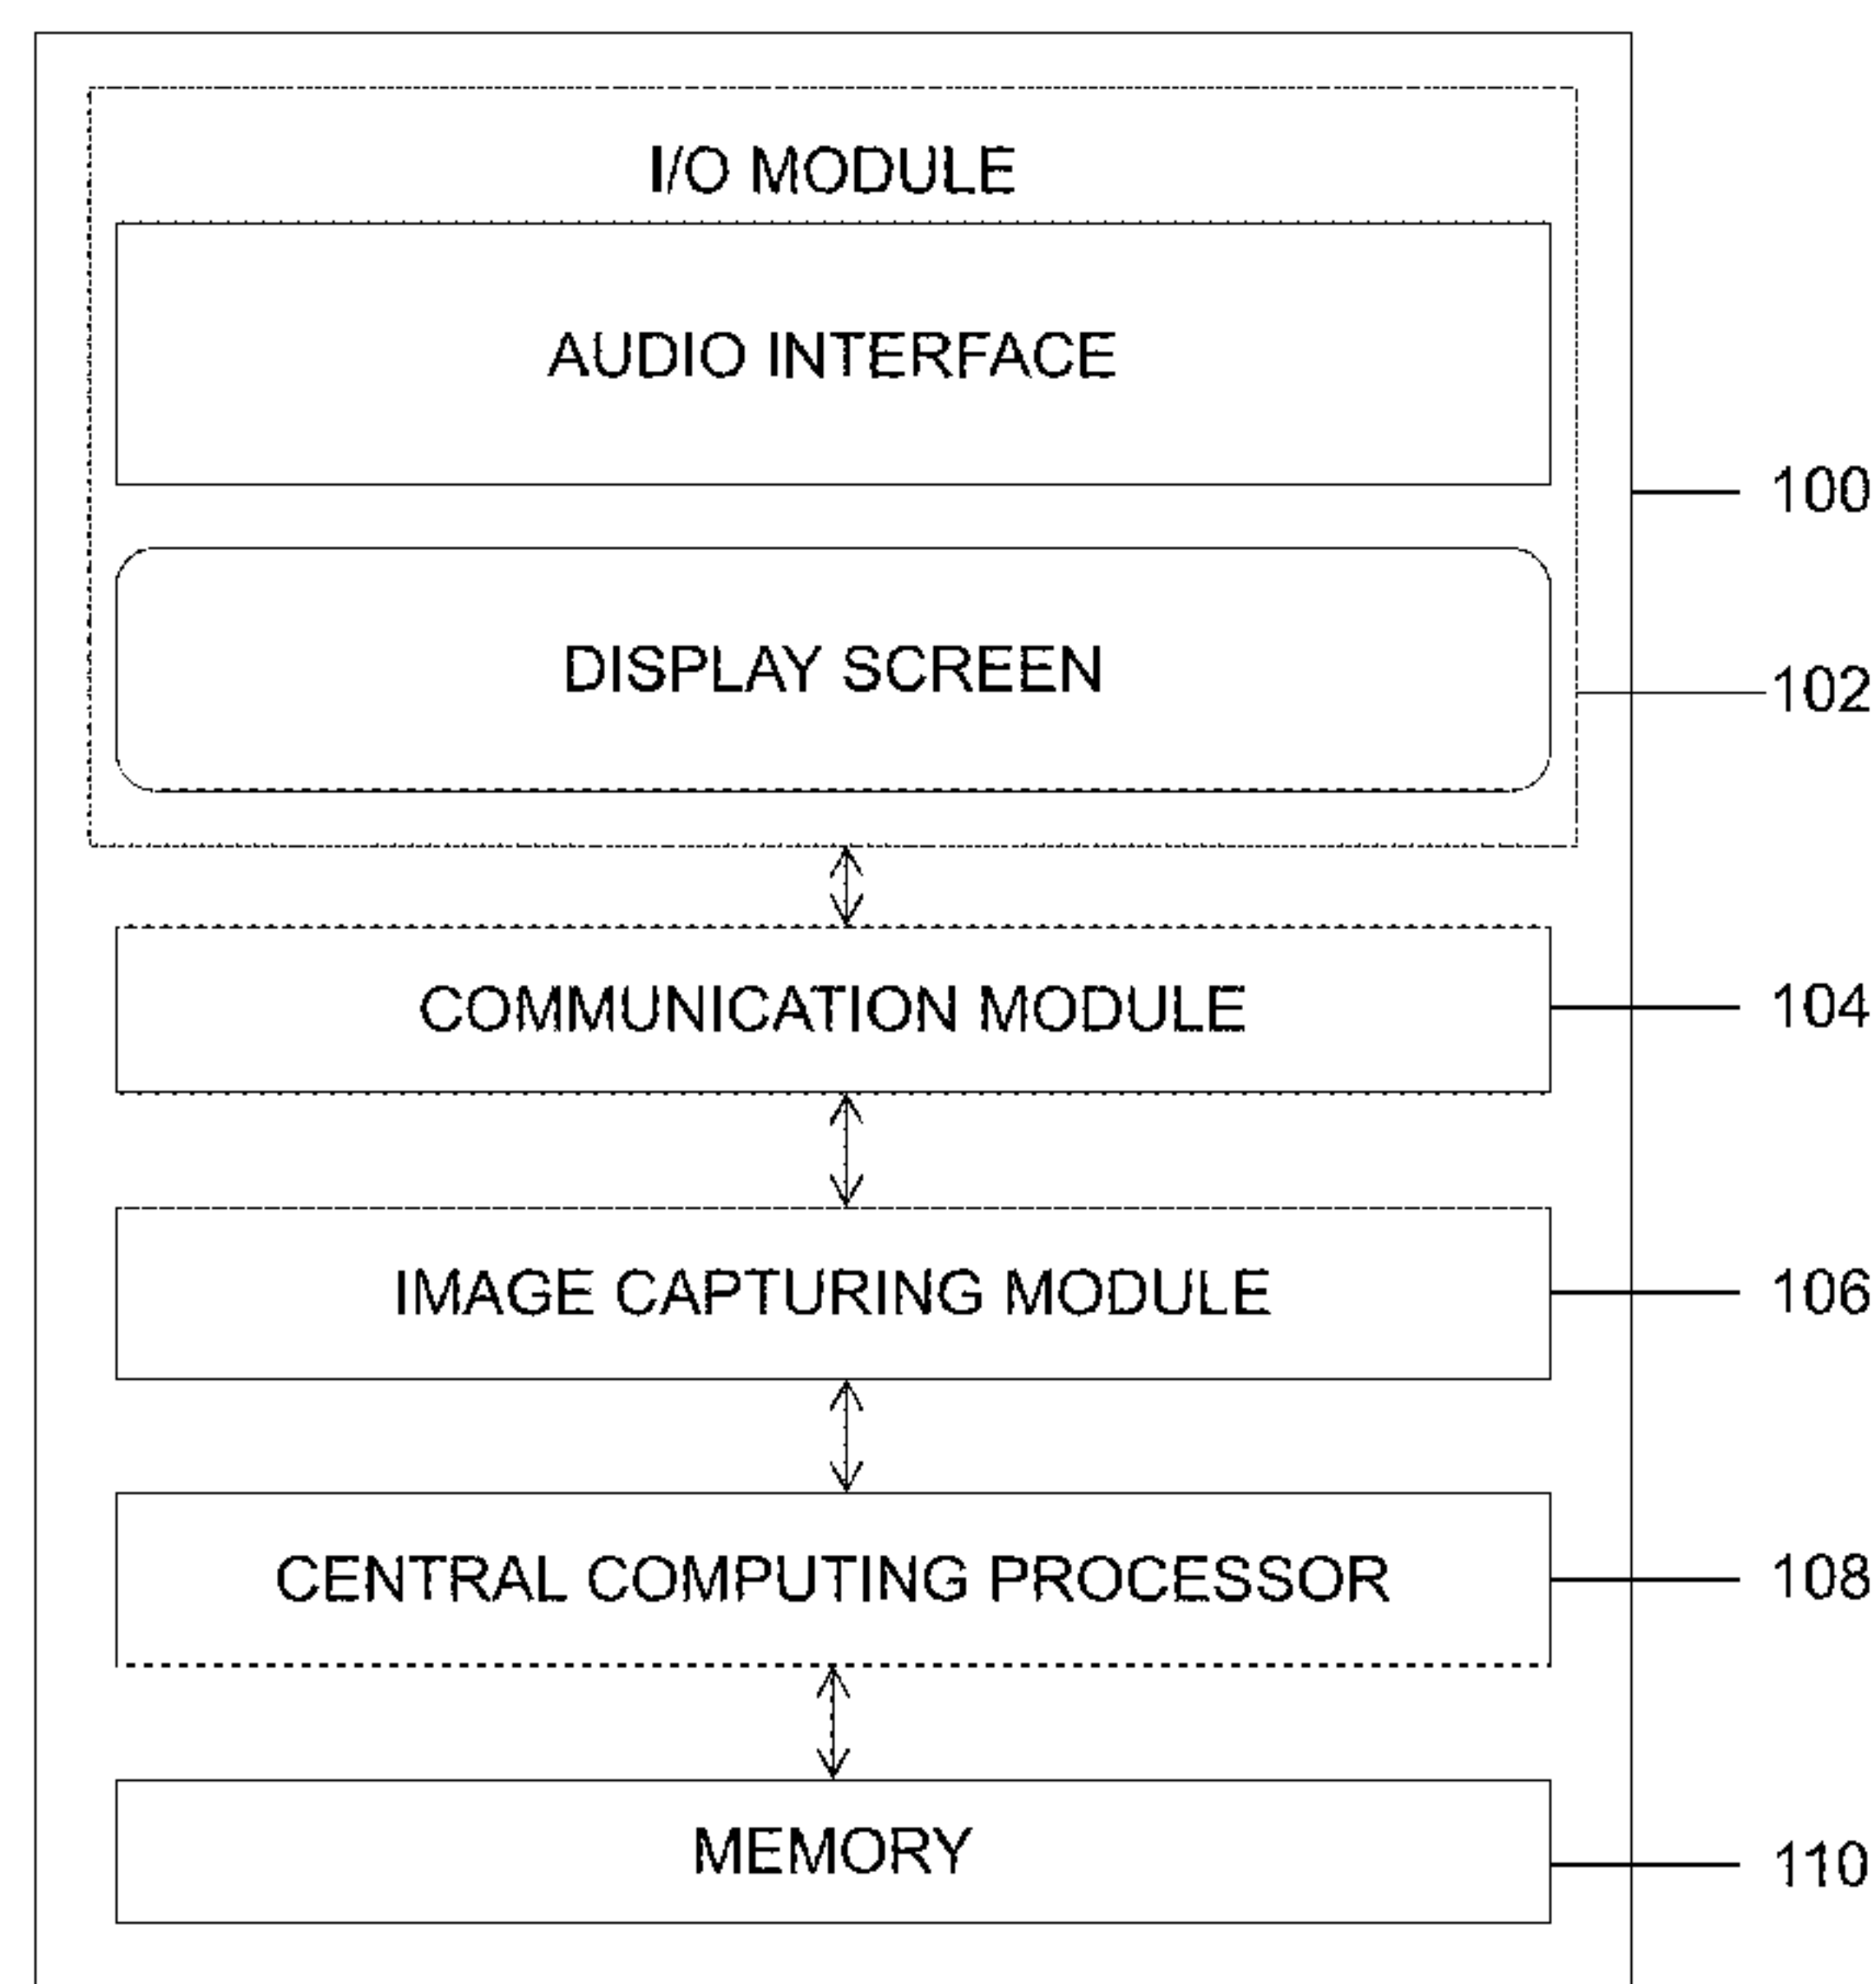 I/O MODULE
AUDIO INTERFACE
100
DISPLAY SCREEN
102
COMMUNICATION MODULE
104
IMAGE CAPTURING MODULE
106
CENTRAL COMPUTING PROCESSOR
108
MEMORY
110